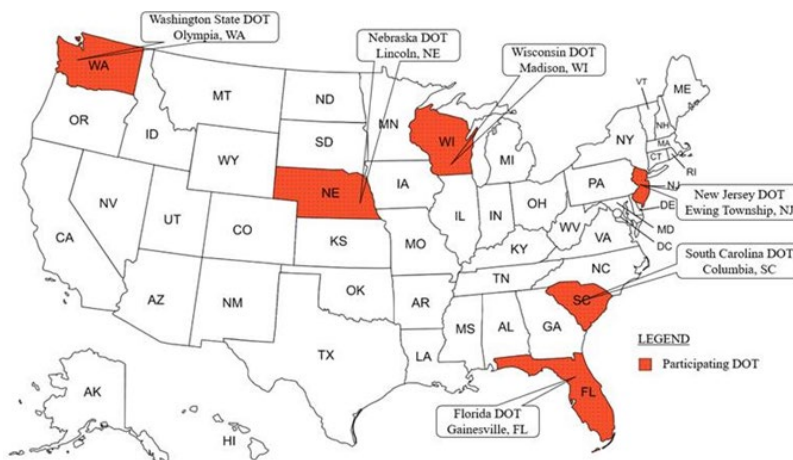 Washington State DOT
Olympia, WA
Nebraska DOT
Lincoln, NE
Wisconsin DOT
Madison, WI
WA
MT
ND
MN
VT
ME
OR
ID
SD
WI
NY
NH
MA
WY
MI
CT
RI
NE
IA
PA
NJ
New Jersey DOT
Ewing Township, NJ
NV
UT
CO
IL
IN
OH
DE
MD
DC
CA
KS
MO
WV
VA
KY
South Carolina DOT
Columbia, SC
AZ
NM
OK
AR
TN
NC
SC
MS
AL
GA
TX
LA
LEGEND
Participating DOT
AK
FL
HI
Florida DOT
Gainesville, FL